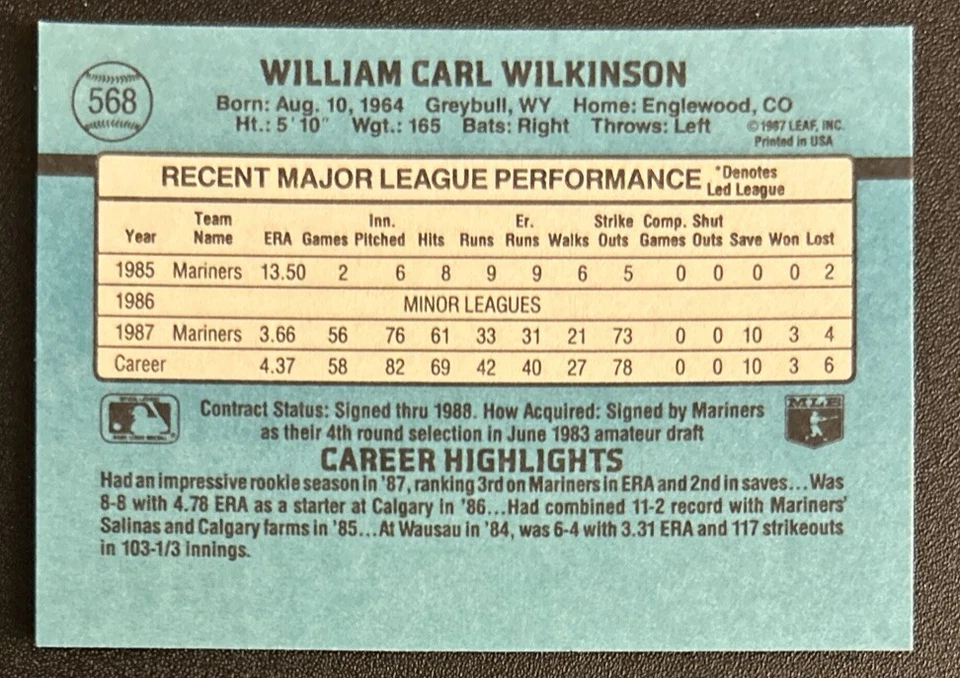 568
WILLIAM CARL WILKINSON
Born: Aug. 10, 1964 Greybull, WY Home: Englewood, CO
Ht.: 5' 10" Wgt.: 165 Bats: Right Throws: Left
©1987 LEAF, INC.
Printed in USA
RECENT MAJOR LEAGUE PERFORMANCE *Denotes Led League
Year Team Name ERA Games Inn. Pitched Hits Runs Er. Runs Walks Strike Outs Comp. Games Shut Outs Save Won Lost
1985 Mariners 13.50 2 6 8 9 9 6 5 0 0 0 0 2
1986 MINOR LEAGUES
1987 Mariners 3.66 56 76 61 33 31 21 73 0 0 10 3 4
Career 4.37 58 82 69 42 40 27 78 0 0 10 3 6
Contract Status: Signed thru 1988. How Acquired: Signed by Mariners
as their 4th round selection in June 1983 amateur draft
MLB
CAREER HIGHLIGHTS
Had an impressive rookie season in '87, ranking 3rd on Mariners in ERA and 2nd in saves...Was
8-8 with 4.78 ERA as a starter at Calgary in '86...Had combined 11-2 record with Mariners'
Salinas and Calgary farms in '85...At Wausau in '84, was 6-4 with 3.31 ERA and 117 strikeouts
in 103-1/3 innings.